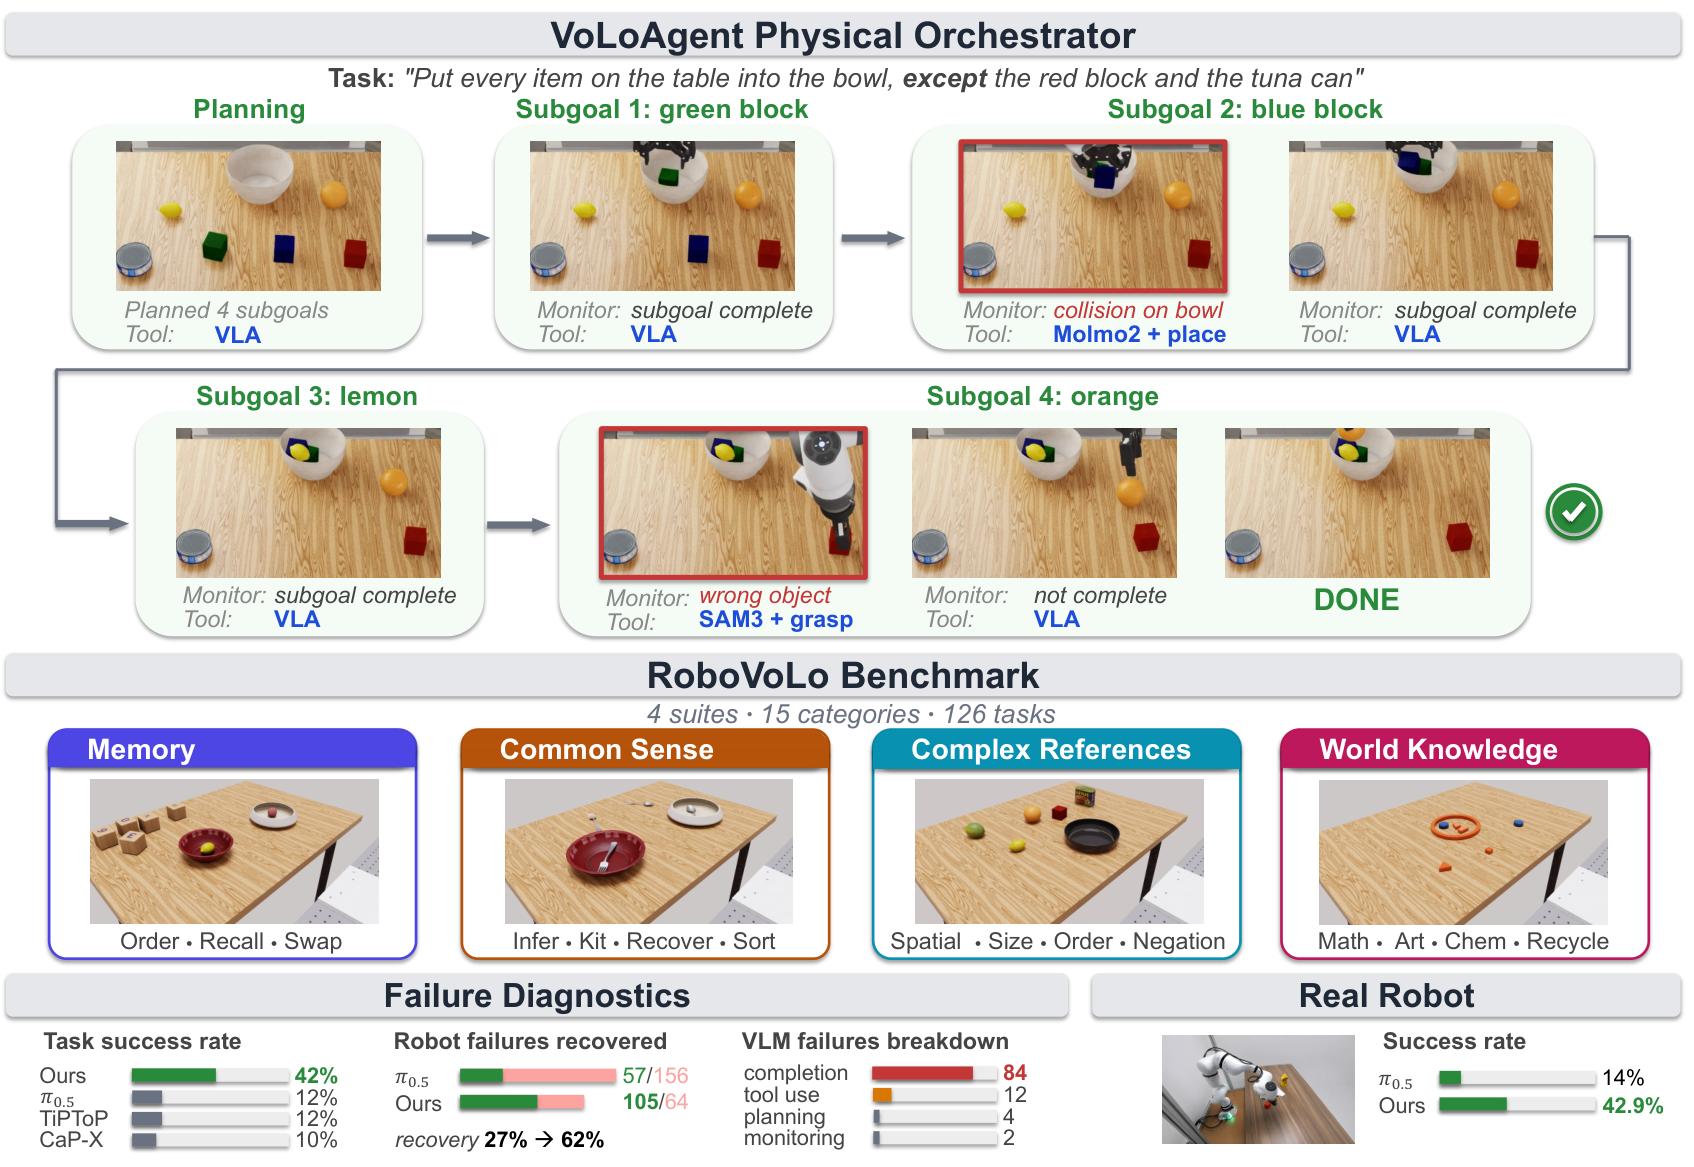 VoLoAgent Physical Orchestrator
Task: "Put every item on the table into the bowl, except the red block and the tuna can"
Planning
Planned 4 subgoals
Tool: VLA
Subgoal 1: green block
Monitor: subgoal complete
Tool: VLA
Subgoal 2: blue block
Monitor: collision on bowl
Tool: Molmo2 + place
Monitor: subgoal complete
Tool: VLA
Subgoal 3: lemon
Monitor: subgoal complete
Tool: VLA
Subgoal 4: orange
Monitor: wrong object
Tool: SAM3 + grasp
Monitor: not complete
Tool: VLA
DONE
RoboVoLo Benchmark
4 suites · 15 categories · 126 tasks
Memory
Order • Recall • Swap
Common Sense
Infer • Kit • Recover • Sort
Complex References
Spatial • Size • Order • Negation
World Knowledge
Math • Art • Chem • Recycle
Failure Diagnostics
Task success rate
Ours 42%
π0.5 12%
TiPToP 12%
CaP-X 10%
Robot failures recovered
π0.5 57/156
Ours 105/64
recovery 27% → 62%
VLM failures breakdown
completion 84
tool use 12
planning 4
monitoring 2
Real Robot
Success rate
π0.5 14%
Ours 42.9%